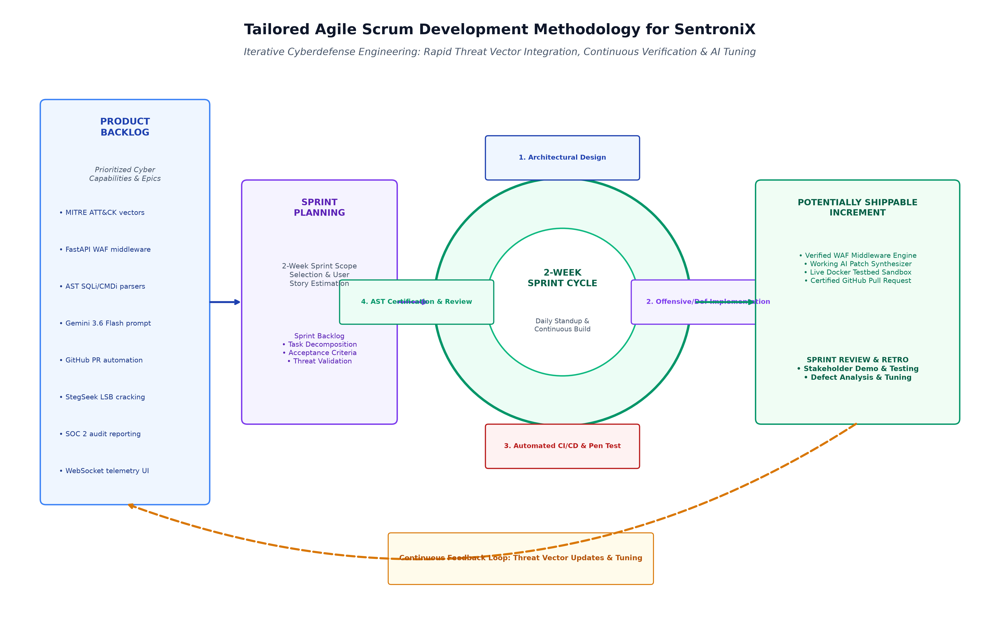 Tailored Agile Scrum Development Methodology for SentroniX
Iterative Cyberdefense Engineering: Rapid Threat Vector Integration, Continuous Verification & AI Tuning
PRODUCT
BACKLOG
Prioritized Cyber
Capabilities & Epics
• MITRE ATT&CK vectors
• FastAPI WAF middleware
• AST SQLi/CMDi parsers
• Gemini 3.6 Flash prompt
• GitHub PR automation
• StegSeek LSB cracking
• SOC 2 audit reporting
• WebSocket telemetry UI
SPRINT
PLANNING
2-Week Sprint Scope
Selection & User
Story Estimation
Sprint Backlog
• Task Decomposition
• Acceptance Criteria
• Threat Validation
1. Architectural Design
2-WEEK
SPRINT CYCLE
Daily Standup &
Continuous Build
2. Offensive/Def Implementation
3. Automated CI/CD & Pen Test
4. AST Certification & Review
POTENTIALLY SHIPPABLE
INCREMENT
• Verified WAF Middleware Engine
• Working AI Patch Synthesizer
• Live Docker Testbed Sandbox
• Certified GitHub Pull Request
SPRINT REVIEW & RETRO
• Stakeholder Demo & Testing
• Defect Analysis & Tuning
Continuous Feedback Loop: Threat Vector Updates & Tuning